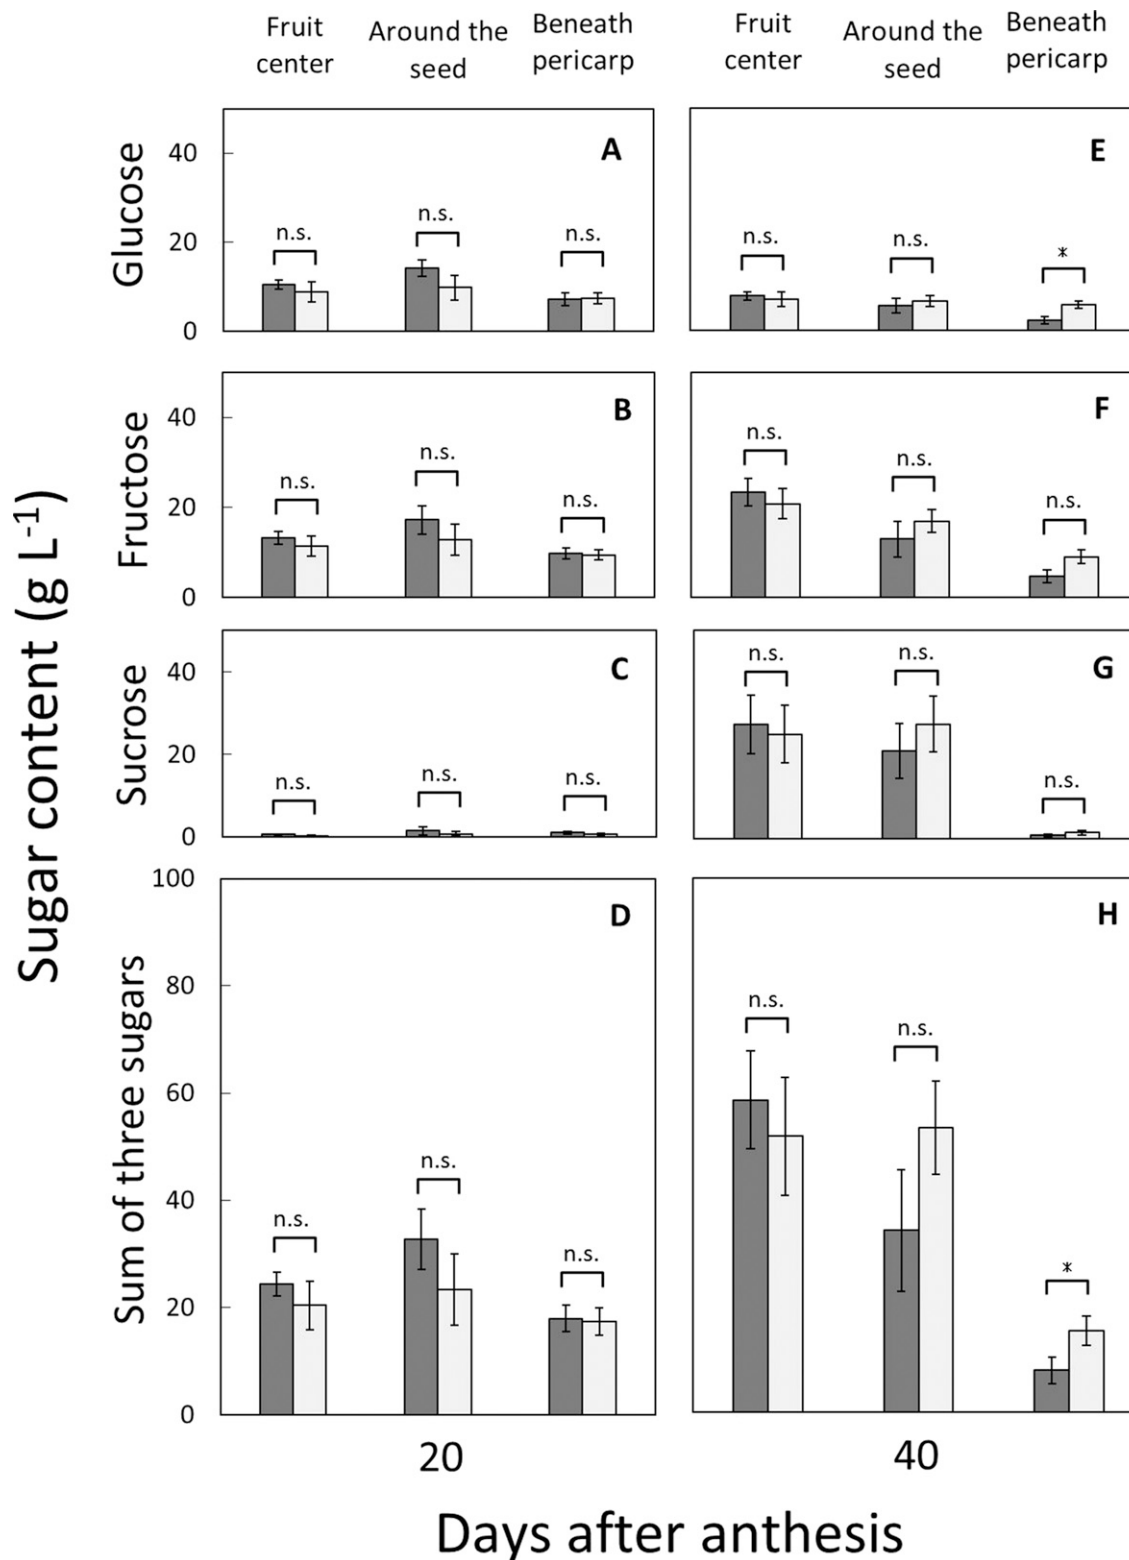 Fruit center
Around the seed
Beneath pericarp
Fruit center
Around the seed
Beneath pericarp
Sugar content (g L⁻¹)
Glucose
40
20
0
A
n.s.
n.s.
n.s.
E
n.s.
n.s.
*
Fructose
40
20
0
B
n.s.
n.s.
n.s.
F
n.s.
n.s.
n.s.
Sucrose
40
20
0
C
n.s.
n.s.
n.s.
G
n.s.
n.s.
n.s.
Sum of three sugars
100
80
60
40
20
0
D
n.s.
n.s.
n.s.
H
n.s.
n.s.
*
20
40
Days after anthesis